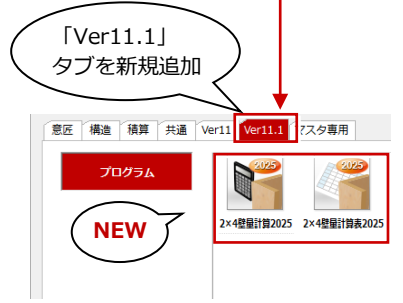 「Ver11.1」
タブを新規追加
意匠 構造 積算 共通 Ver11 Ver11.1 アスタ専用
プログラム
2025 2025
2×4壁量計算2025 2×4壁量計算表2025
NEW